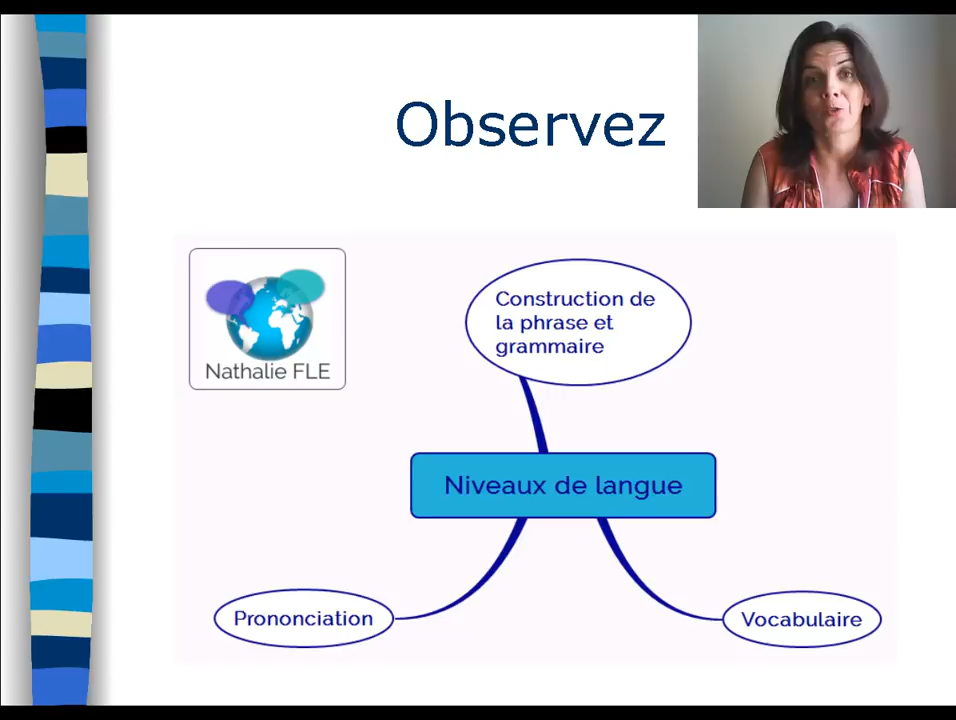 Observez
Nathalie FLE
Construction de
la phrase et
grammaire
Niveaux de langue
Prononciation
Vocabulaire